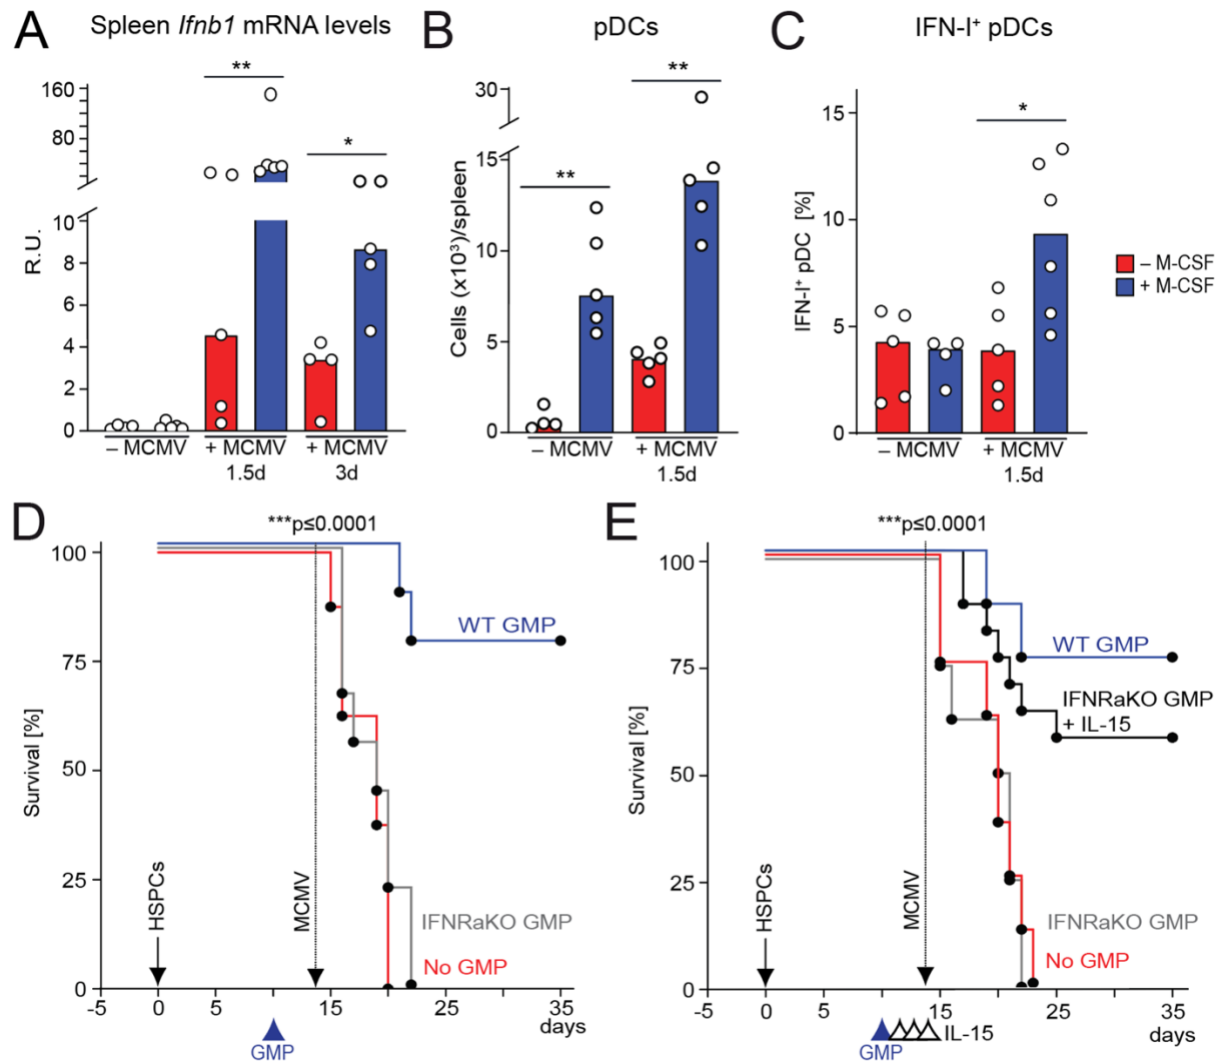 A
Spleen Ifnb1 mRNA levels
R.U.
160
80
10
8
6
4
2
0
**
*
– MCMV
+ MCMV
+ MCMV
1.5d
3d
B
pDCs
Cells (x10³)/spleen
30
15
10
5
0
**
**
– MCMV
+ MCMV
1.5d
C
IFN-I⁺ pDCs
IFN-I⁺ pDC [%]
15
10
5
0
*
– MCMV
+ MCMV
1.5d
– M-CSF
+ M-CSF
D
***p≤0.0001
Survival [%]
100
75
50
25
0
WT GMP
IFNRaKO GMP
No GMP
HSPCs
MCMV
-5
0
5
15
25
35
days
GMP
E
***p≤0.0001
Survival [%]
100
75
50
25
0
WT GMP
IFNRaKO GMP
+ IL-15
IFNRaKO GMP
No GMP
HSPCs
MCMV
-5
0
5
15
25
35
IL-15
days
GMP